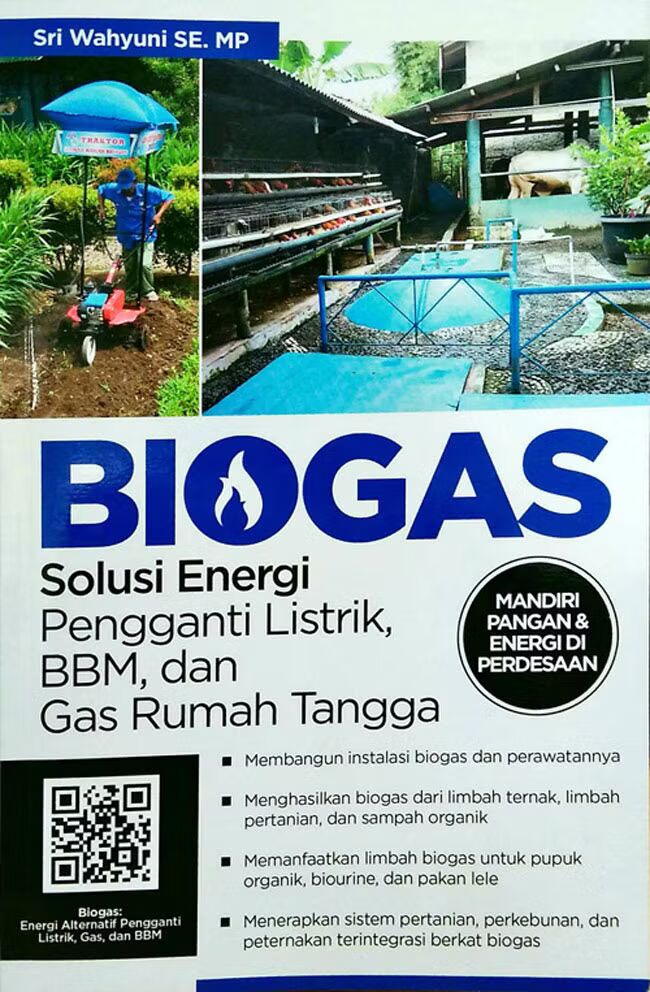 Sri Wahyuni SE. MP
TRAKTOR
BIOGAS
Solusi Energi
Pengganti Listrik,
BBM, dan
Gas Rumah Tangga
MANDIRI
PANGAN &
ENERGI DI
PERDESAAN
Membangun instalasi biogas dan perawatannya
Menghasilkan biogas dari limbah ternak, limbah
pertanian, dan sampah organik
Memanfaatkan limbah biogas untuk pupuk
organik, biourine, dan pakan lele
Menerapkan sistem pertanian, perkebunan, dan
peternakan terintegrasi berkat biogas
Biogas:
Energi Alternatif Pengganti
Listrik, Gas, dan BBM